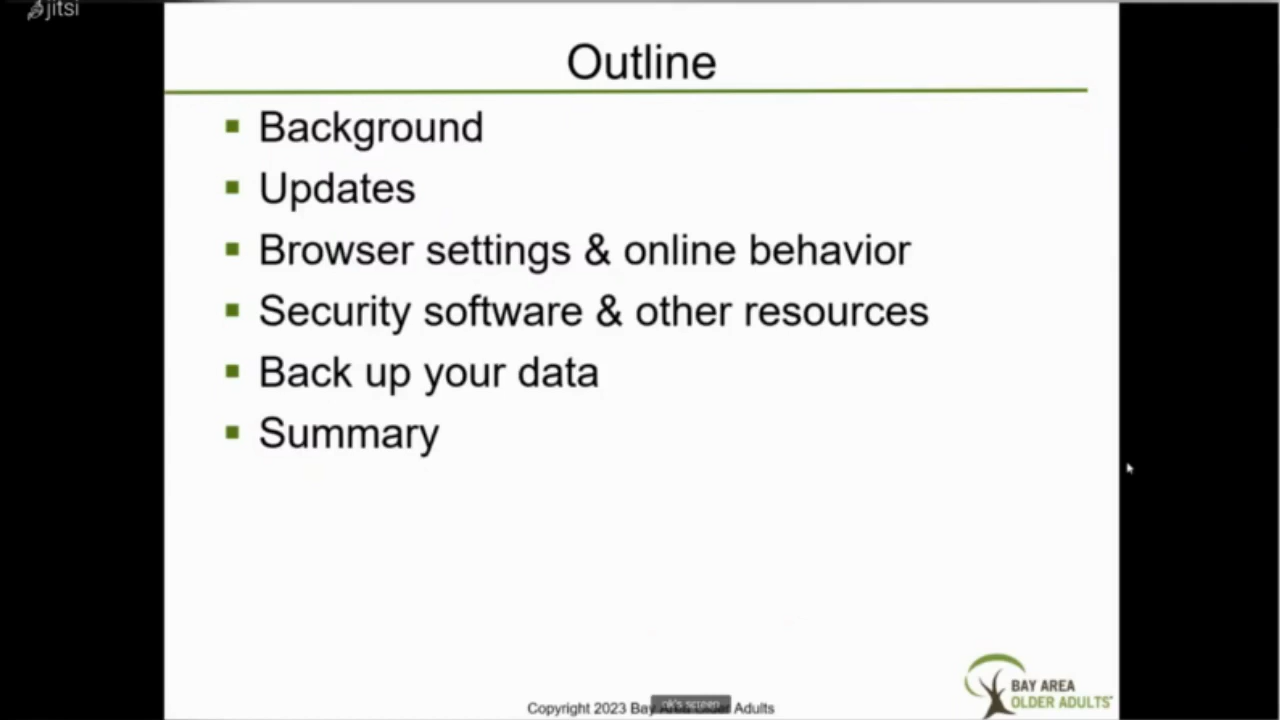 jitsi
Outline
Background
Updates
Browser settings & online behavior
Security software & other resources
Back up your data
Summary
BAY AREA
OLDER ADULTS
Copyright 2023 Bay Older Adults
screen